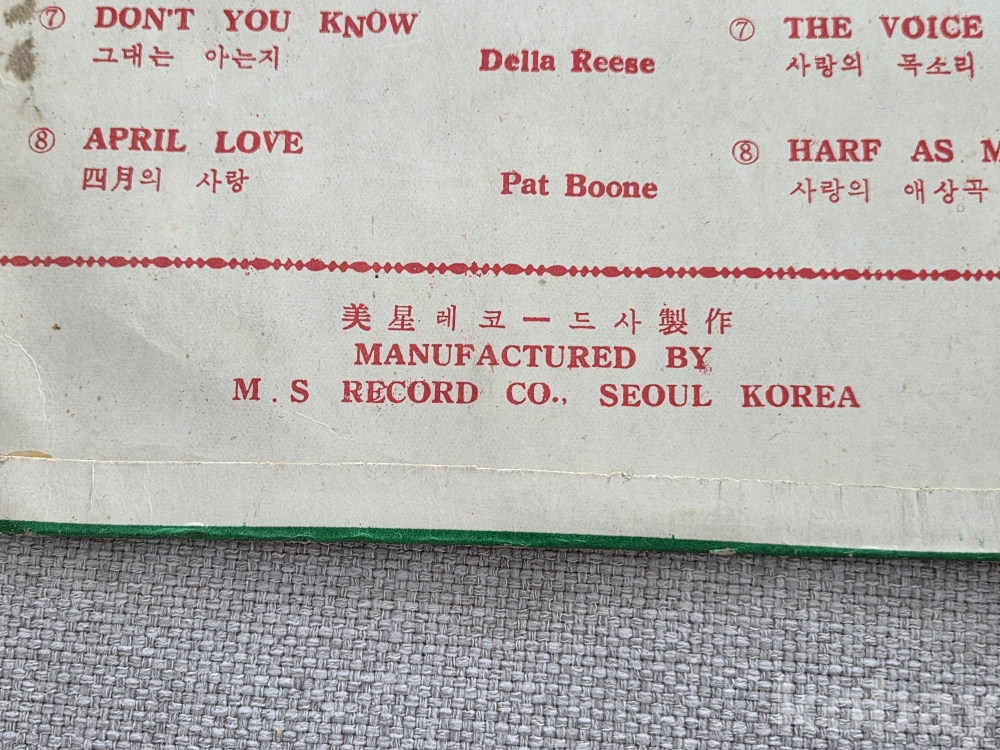 ⑦ DON'T YOU KNOW
그대는 아는지 Della Reese
⑧ APRIL LOVE
四月의 사랑 Pat Boone
⑦ THE VOICE
사랑의 목소리
⑧ HARF AS M
사랑의 애상곡
美星레코ー드사製作
MANUFACTURED BY
M.S RECORD CO., SEOUL KOREA